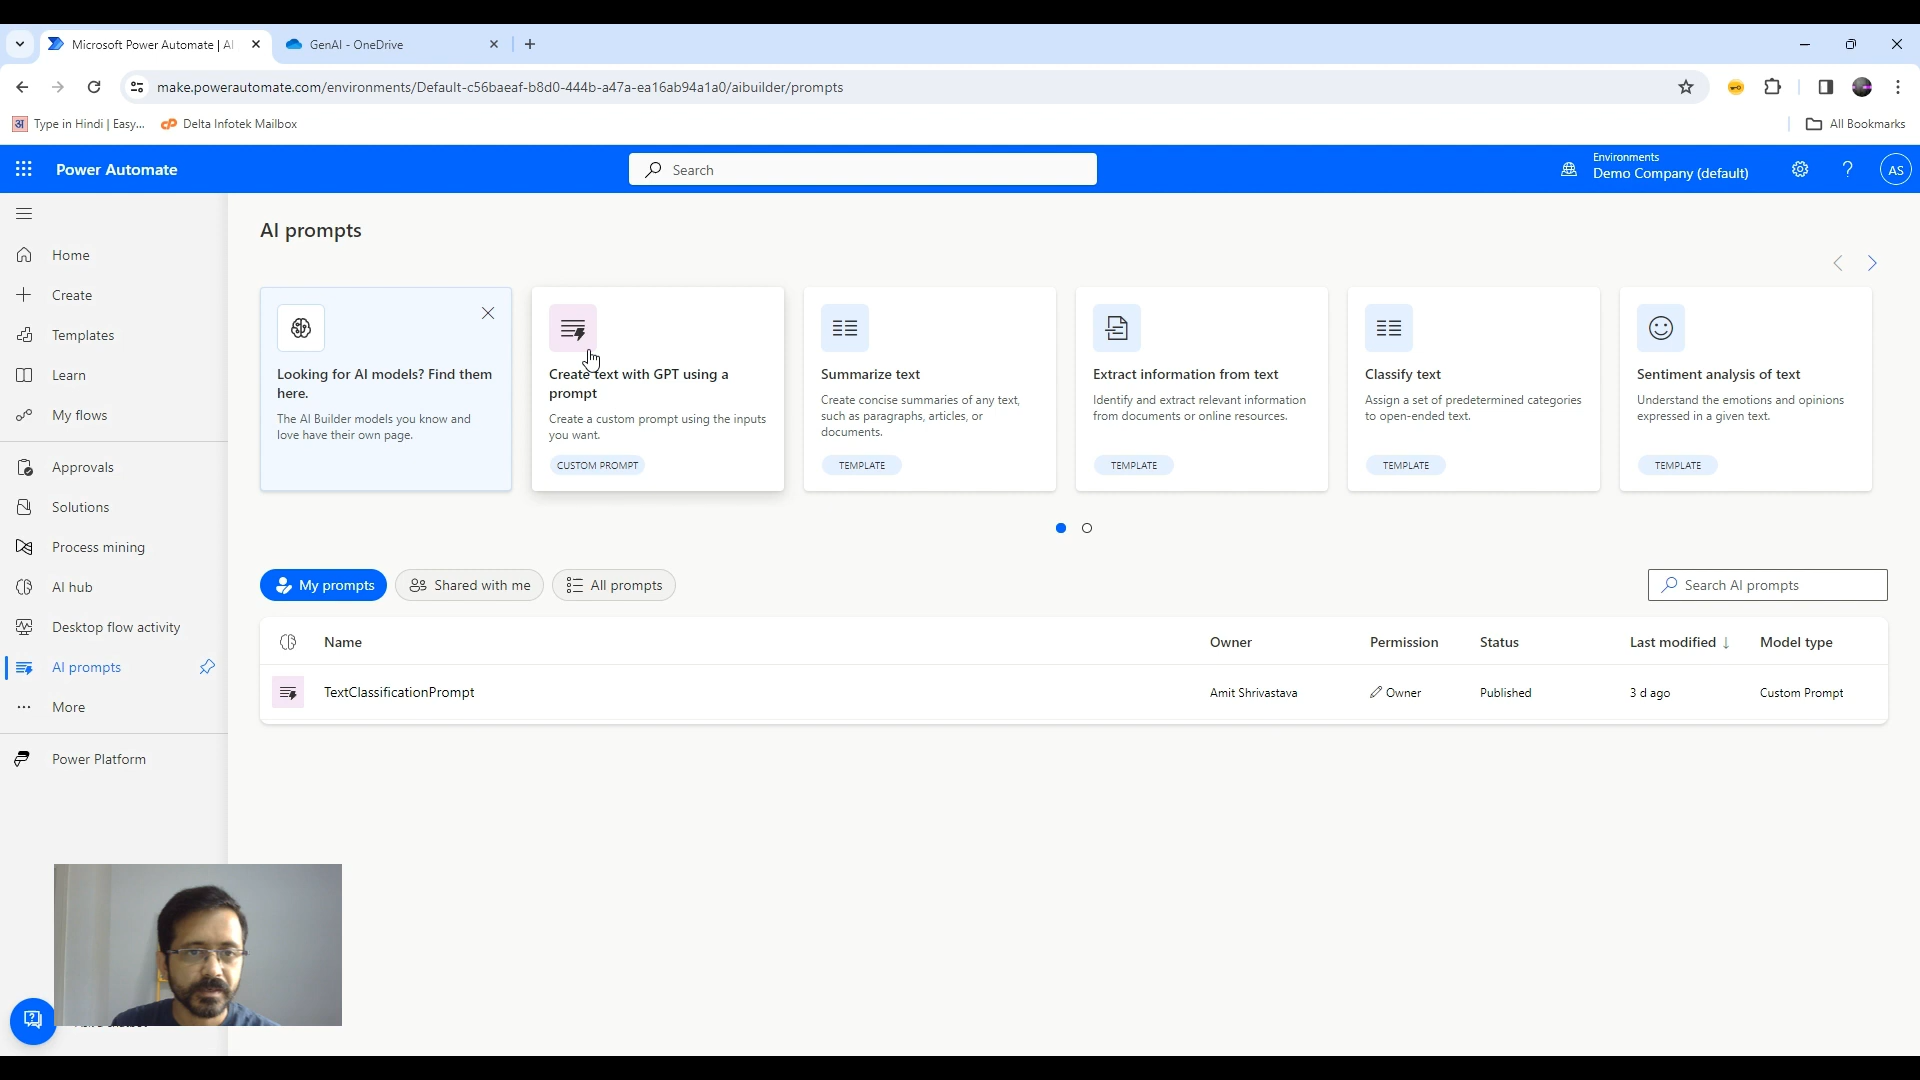 Microsoft Power Automate | AI
GenAI - OneDrive
make.powerautomate.com/environments/Default-c56baeaf-b8d0-444b-a47a-ea16ab94a1a0/aibuilder/prompts
अ Type in Hindi | Easy...
Delta Infotek Mailbox
All Bookmarks
Power Automate
Search
Environments
Demo Company (default)
AS
Home
Create
Templates
Learn
My flows
Approvals
Solutions
Process mining
AI hub
Desktop flow activity
AI prompts
More
Power Platform
AI prompts
Looking for AI models? Find them
here.
The AI Builder models you know and
love have their own page.
Create text with GPT using a
prompt
Create a custom prompt using the inputs
you want.
CUSTOM PROMPT
Summarize text
Create concise summaries of any text,
such as paragraphs, articles, or
documents.
TEMPLATE
Extract information from text
Identify and extract relevant information
from documents or online resources.
TEMPLATE
Classify text
Assign a set of predetermined categories
to open-ended text.
TEMPLATE
Sentiment analysis of text
Understand the emotions and opinions
expressed in a given text.
TEMPLATE
My prompts
Shared with me
All prompts
Search AI prompts
Name Owner Permission Status Last modified ↓ Model type
TextClassificationPrompt Amit Shrivastava Owner Published 3 d ago Custom Prompt